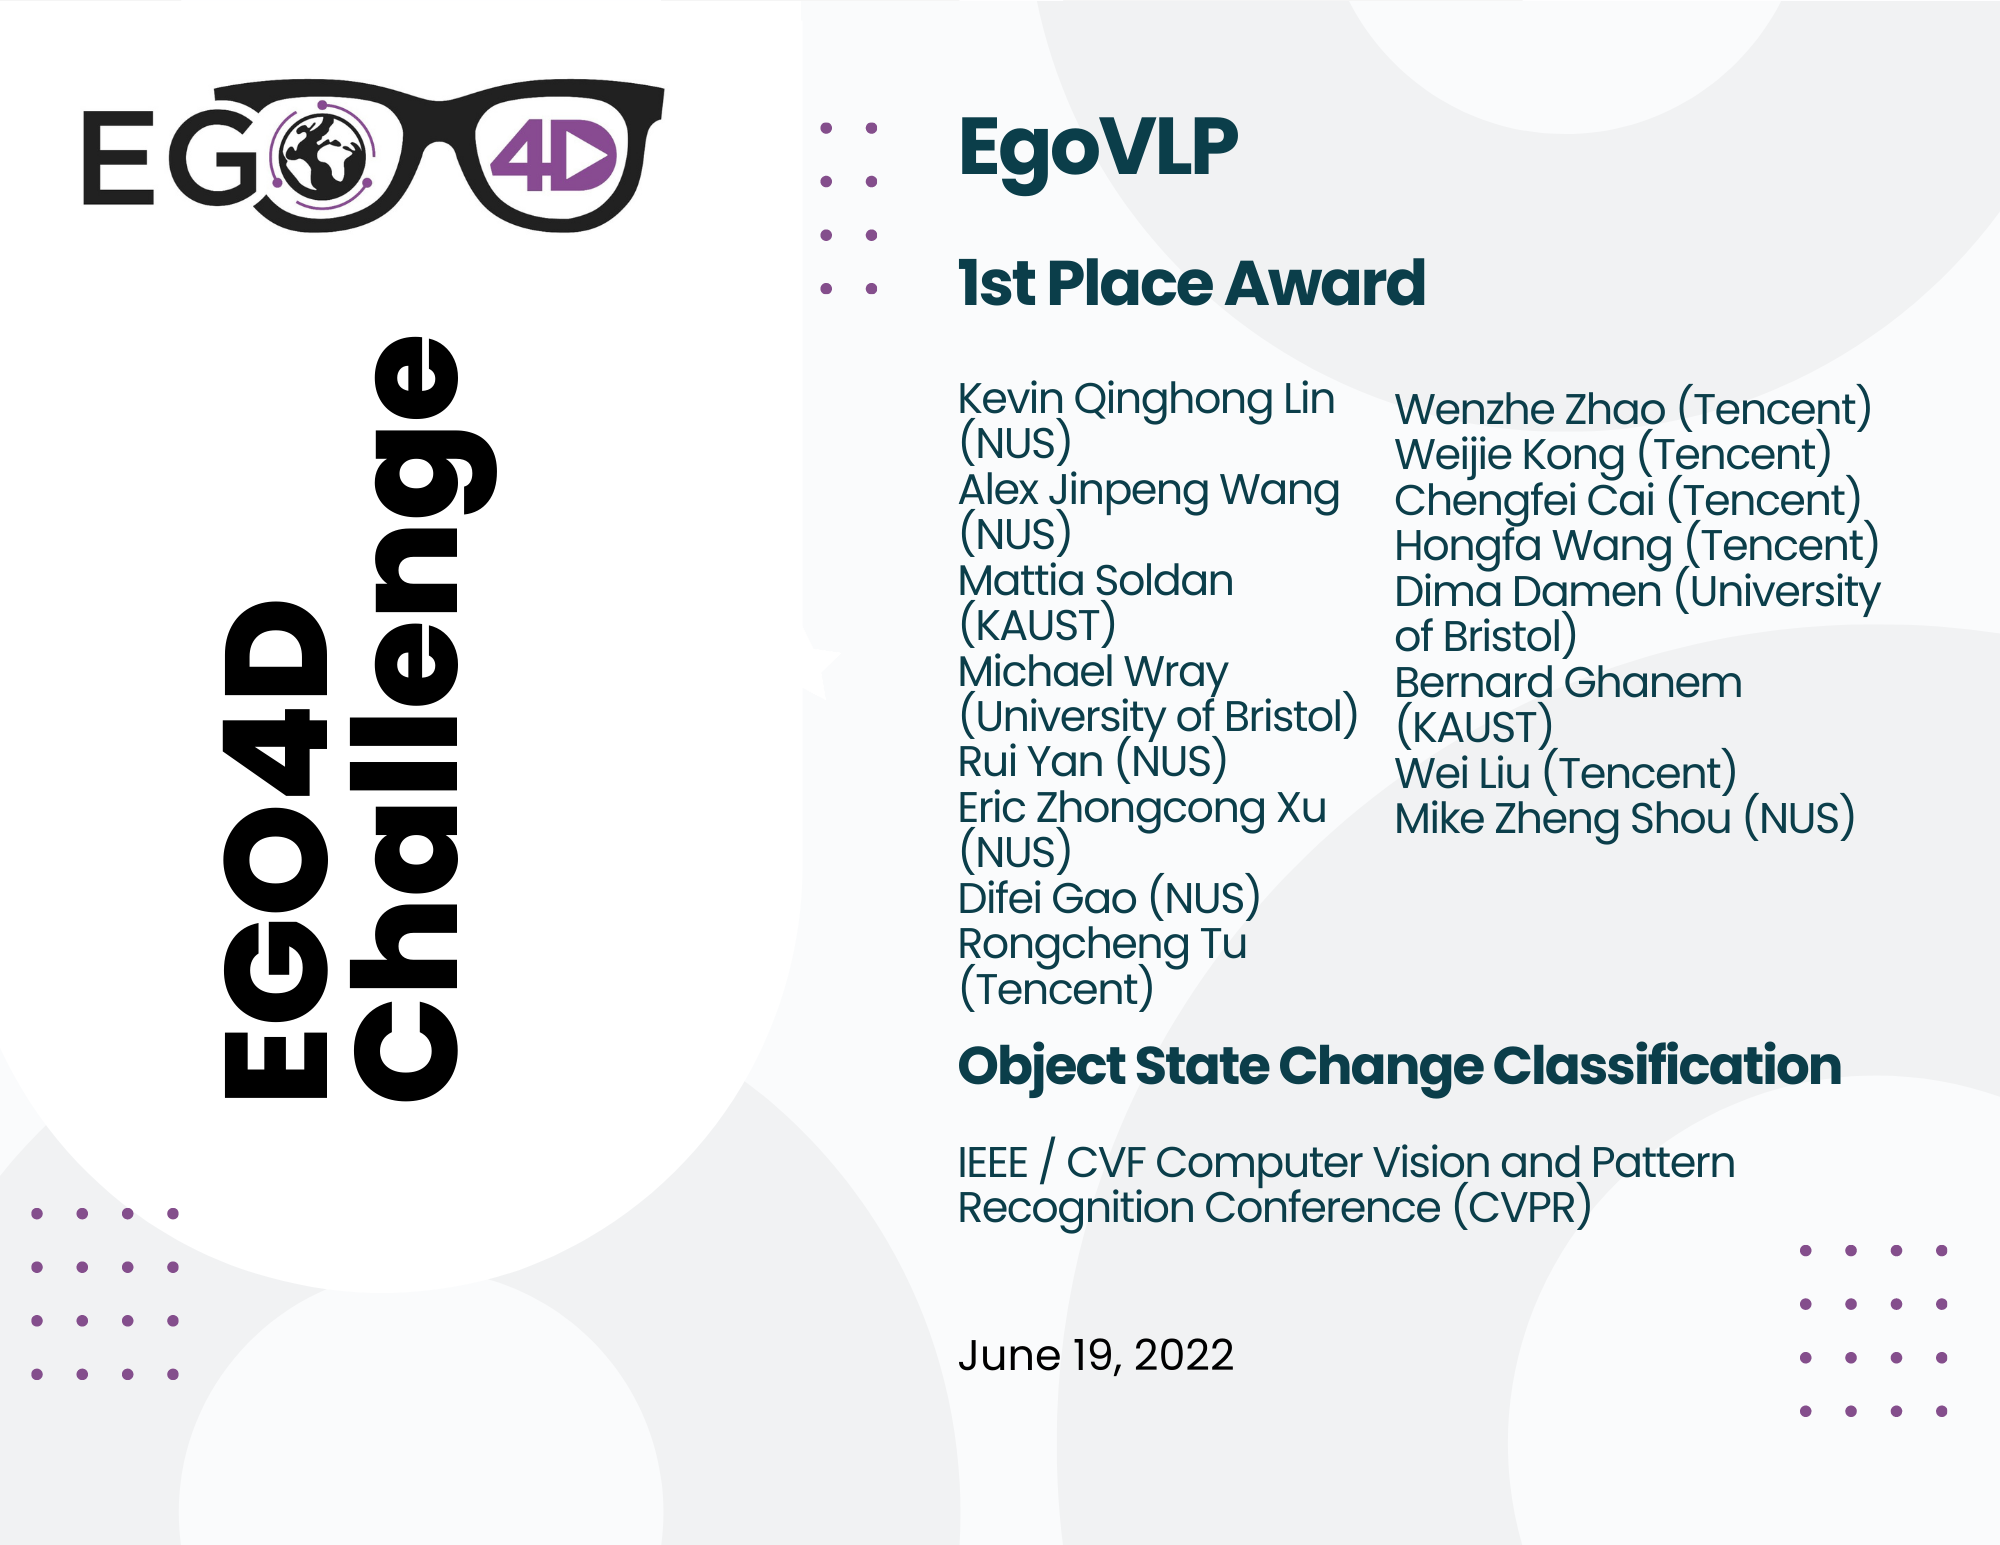 EGO 4D
EGO4D
Challenge
EgoVLP
1st Place Award
Kevin Qinghong Lin
(NUS)
Alex Jinpeng Wang
(NUS)
Mattia Soldan
(KAUST)
Michael Wray
(University of Bristol)
Rui Yan (NUS)
Eric Zhongcong Xu
(NUS)
Difei Gao (NUS)
Rongcheng Tu
(Tencent)
Wenzhe Zhao (Tencent)
Weijie Kong (Tencent)
Chengfei Cai (Tencent)
Hongfa Wang (Tencent)
Dima Damen (University
of Bristol)
Bernard Ghanem
(KAUST)
Wei Liu (Tencent)
Mike Zheng Shou (NUS)
Object State Change Classification
IEEE / CVF Computer Vision and Pattern
Recognition Conference (CVPR)
June 19, 2022